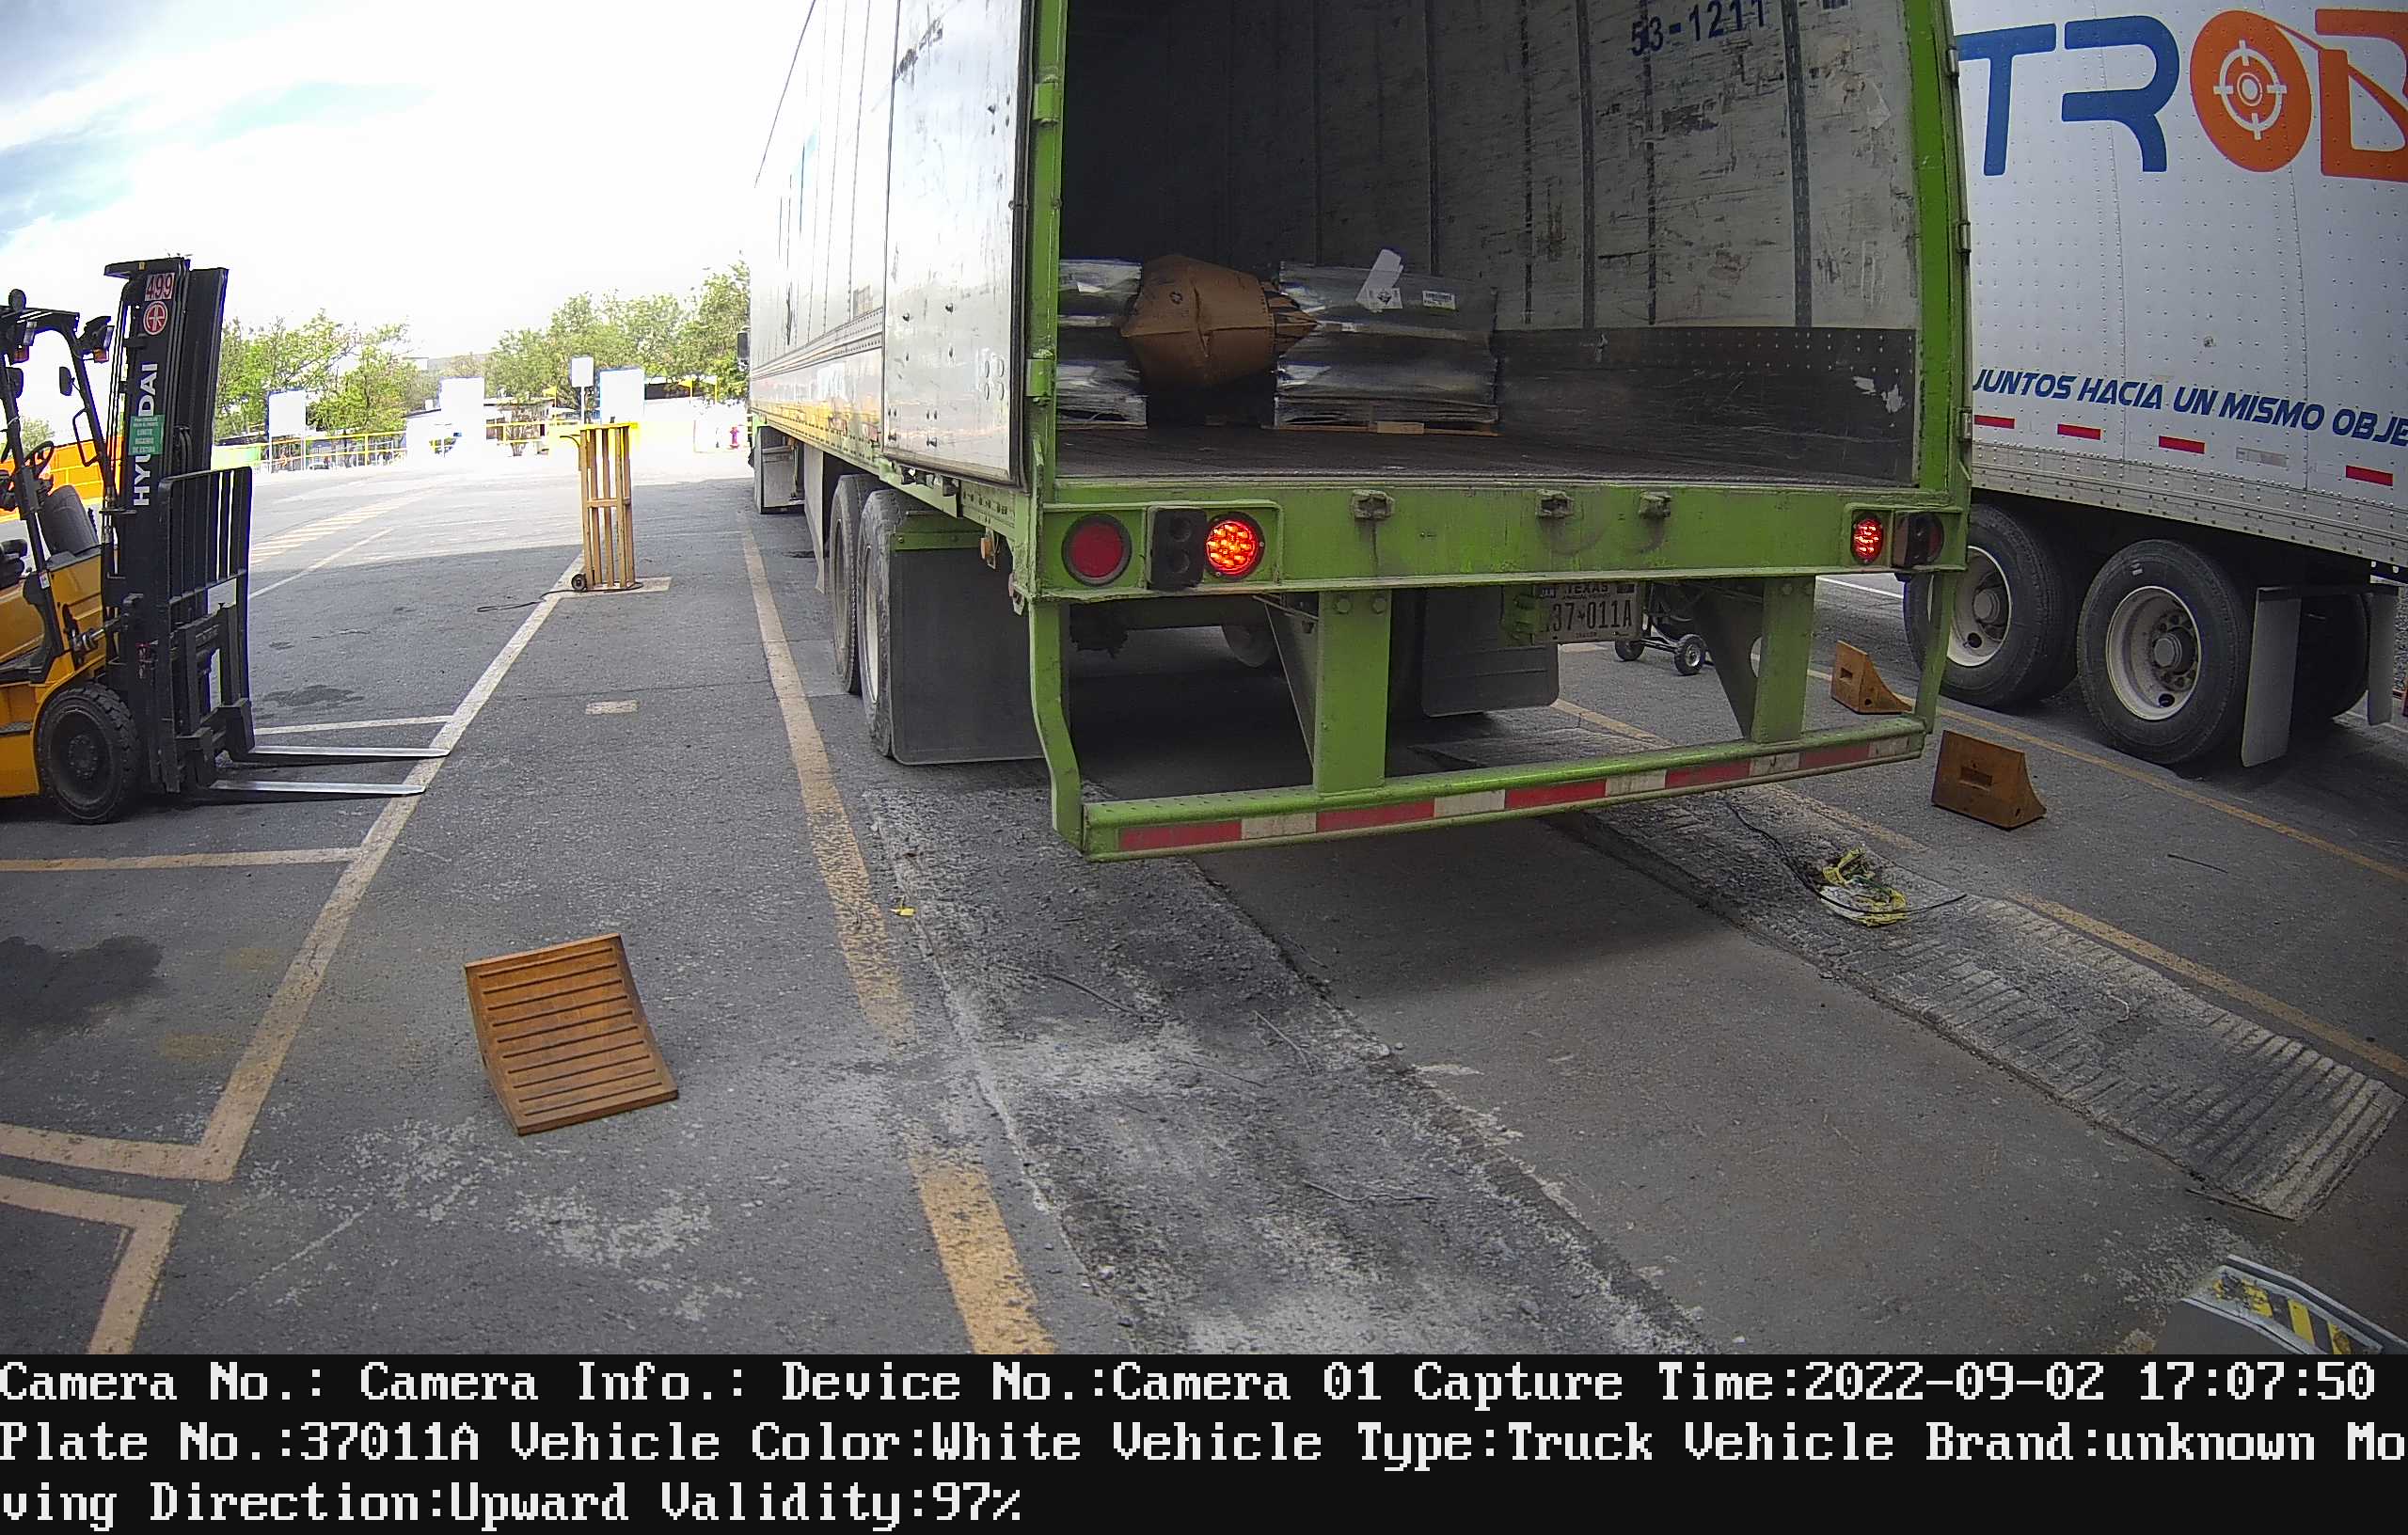 53-1211
TROB
JUNTOS HACIA UN MISMO OBJE
499
HYUNDAI
TEXAS
37-011A
Camera No.: Camera Info.: Device No.:Camera 01 Capture Time:2022-09-02 17:07:50
Plate No.:37011A Vehicle Color:White Vehicle Type:Truck Vehicle Brand:unknown Mo
ving Direction:Upward Validity:97%